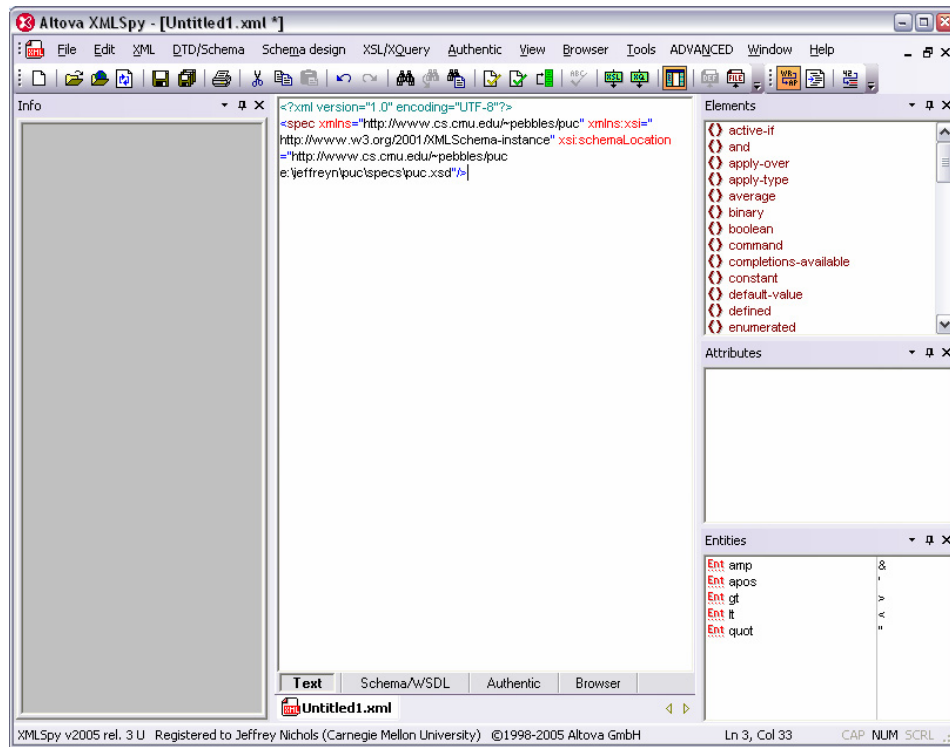 Altova XMLSpy - [Untitled1.xml *]
File Edit XML DTD/Schema Schema design XSL/XQuery Authentic View Browser Tools ADVANCED Window Help
Info
<?xml version="1.0" encoding="UTF-8"?>
<spec xmlns="http://www.cs.cmu.edu/~pebbles/puc" xmlns:xsi="
http://www.w3.org/2001/XMLSchema-instance" xsi:schemaLocation
="http://www.cs.cmu.edu/~pebbles/puc
e:\jeffreyn\puc\specs\puc.xsd"/>
Elements
active-if
and
apply-over
apply-type
average
binary
boolean
command
completions-available
constant
default-value
defined
enumerated
Attributes
Entities
Ent amp &
Ent apos '
Ent gt >
Ent lt <
Ent quot "
Text Schema/WSDL Authentic Browser
Untitled1.xml
XMLSpy v2005 rel. 3 U Registered to Jeffrey Nichols (Carnegie Mellon University) ©1998-2005 Altova GmbH Ln 3, Col 33 CAP NUM SCRL